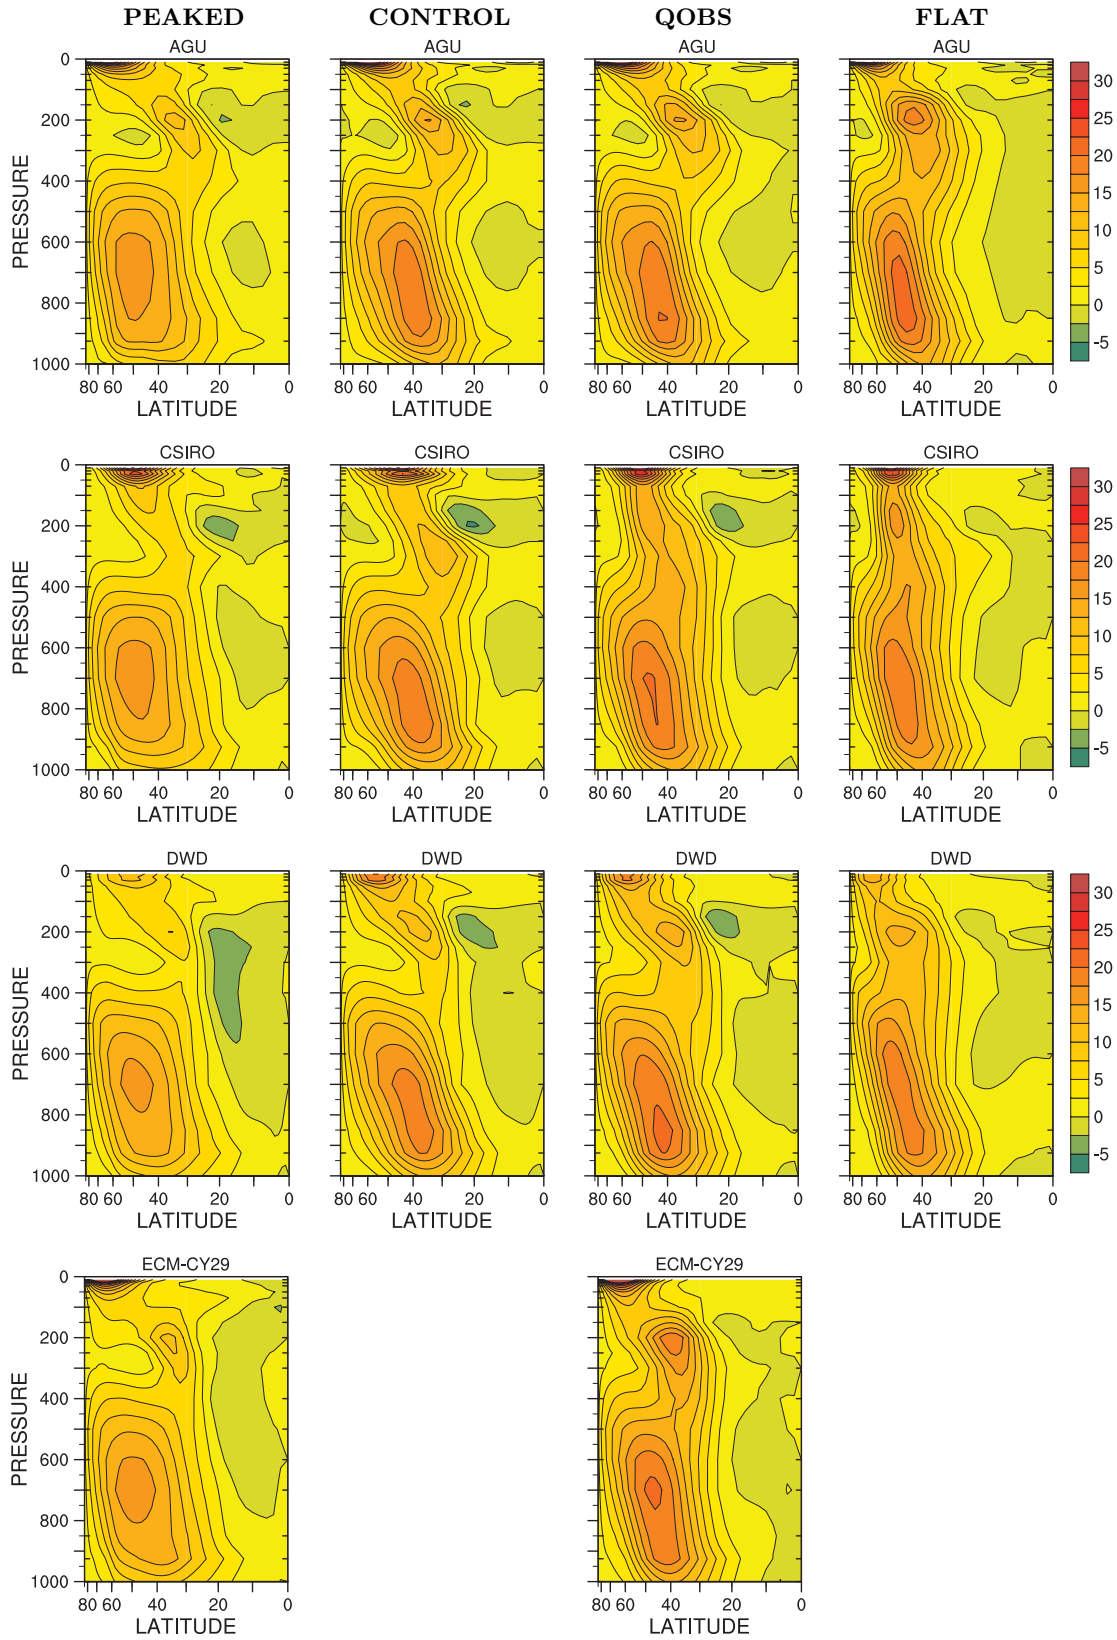 PEAKED CONTROL QOBS FLAT
AGU AGU AGU AGU
0
200
400
600
800
1000
PRESSURE
80 60 40 20 0 80 60 40 20 0 80 60 40 20 0 80 60 40 20 0
LATITUDE LATITUDE LATITUDE LATITUDE
30
25
20
15
10
5
0
-5
CSIRO CSIRO CSIRO CSIRO
0
200
400
600
800
1000
PRESSURE
80 60 40 20 0 80 60 40 20 0 80 60 40 20 0 80 60 40 20 0
LATITUDE LATITUDE LATITUDE LATITUDE
30
25
20
15
10
5
0
-5
DWD DWD DWD DWD
0
200
400
600
800
1000
PRESSURE
80 60 40 20 0 80 60 40 20 0 80 60 40 20 0 80 60 40 20 0
LATITUDE LATITUDE LATITUDE LATITUDE
30
25
20
15
10
5
0
-5
ECM-CY29 ECM-CY29
0
200
400
600
800
1000
PRESSURE
80 60 40 20 0 80 60 40 20 0
LATITUDE LATITUDE